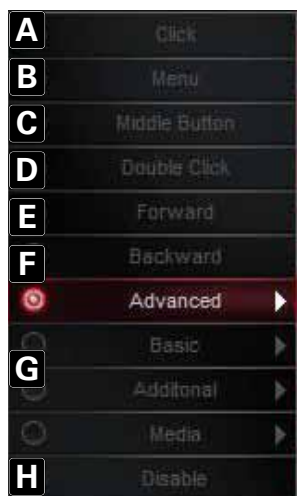 A Click
B Menu
C Middle Button
D Double Click
E Forward
F Backward
Advanced
Basic
G
Additonal
Media
H Disable